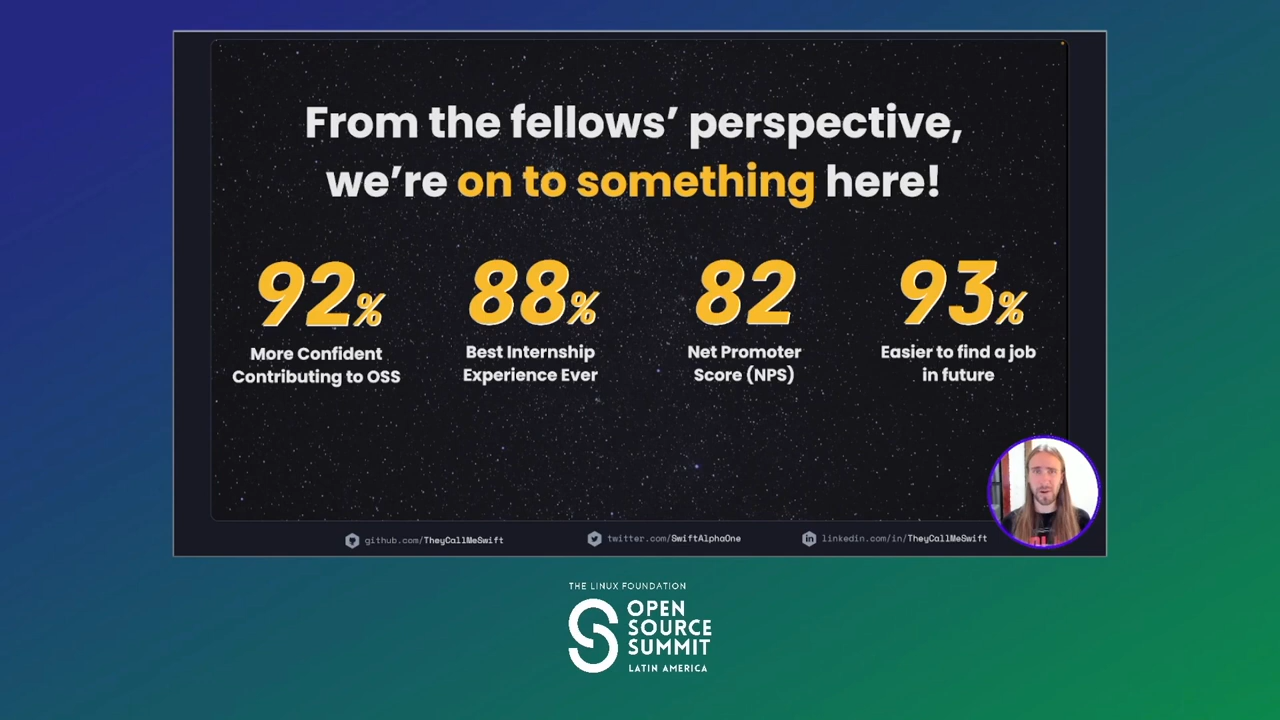 From the fellows’ perspective,
we’re on to something here!
92%
More Confident
Contributing to OSS
88%
Best Internship
Experience Ever
82
Net Promoter
Score (NPS)
93%
Easier to find a job
in future
github.com/TheyCallMeSwift
twitter.com/SwiftAlphaOne
linkedin.com/in/TheyCallMeSwift
THE LINUX FOUNDATION
OPEN
SOURCE
SUMMIT
LATIN AMERICA